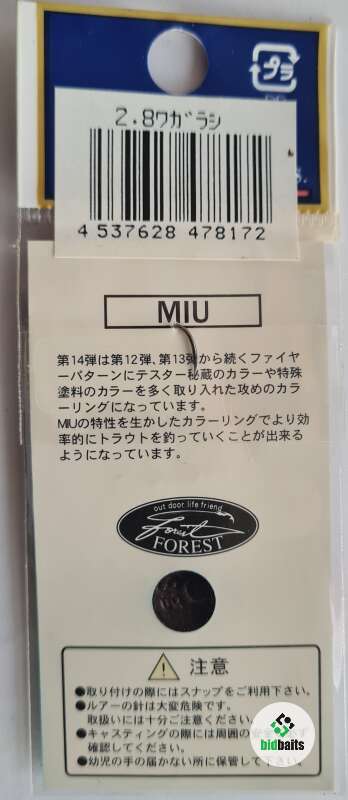 プラ
2.8ワガラシ
4 537628 478172
MIU
第14弾は第12弾、第13弾から続くファイヤ
ーパターンにテスター秘蔵のカラーや特殊
塗料のカラーを多く取り入れた攻めのカラ
ーリングになっています。
MIUの特性を生かしたカラーリングでより効
率的にトラウトを釣っていくことが出来る
ようになっています。
out door life friend
Forest
FOREST
注意
●取り付けの際にはスナップをご利用下さい。
●ルアーの針は大変危険です。
取扱いには十分ご注意ください。
●キャスティングの際には周囲の安全を
確認してください。
●幼児の手の届かない所に保管して下さい。
bidbaits